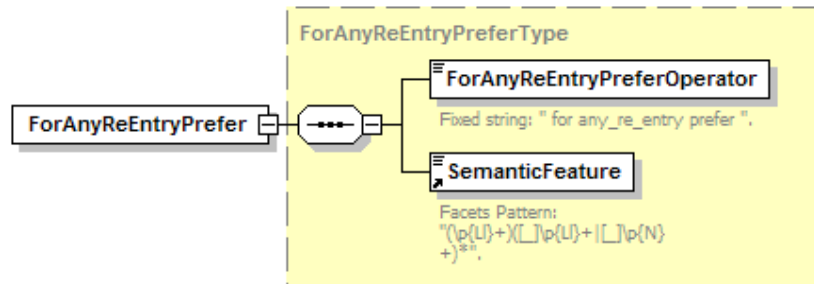 ForAnyReEntryPreferType
ForAnyReEntryPreferOperator
Fixed string: " for any_re_entry prefer ".
ForAnyReEntryPrefer
SemanticFeature
Facets Pattern:
"(\p{Ll}+)([_]\p{Ll}+|[_]\p{N}
+)*".